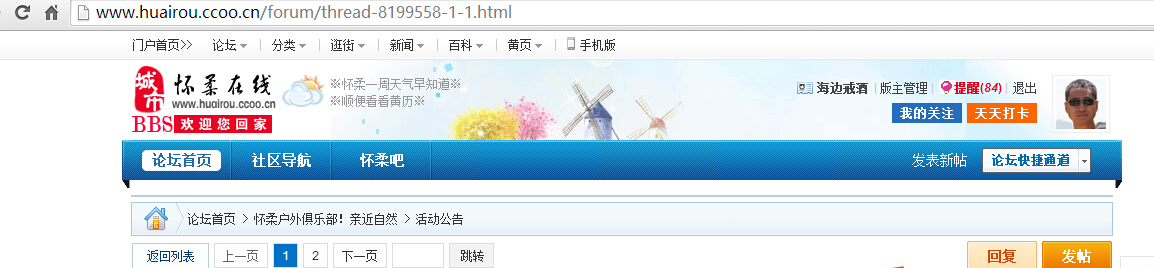 www.huairou.ccoo.cn/forum/thread-8199558-1-1.html
门户首页>> 论坛 分类 逛街 新闻 百科 黄页 手机版
城市 怀柔在线
www.huairou.ccoo.cn
BBS 欢迎您回家
※怀柔一周天气早知道※
※顺便看看黄历※
海边戒酒 版主管理 提醒(84) 退出
我的关注 天天打卡
论坛首页 社区导航 怀柔吧 发表新帖 论坛快捷通道
论坛首页 > 怀柔户外俱乐部！亲近自然 > 活动公告
返回列表 上一页 1 2 下一页 跳转 回复 发帖